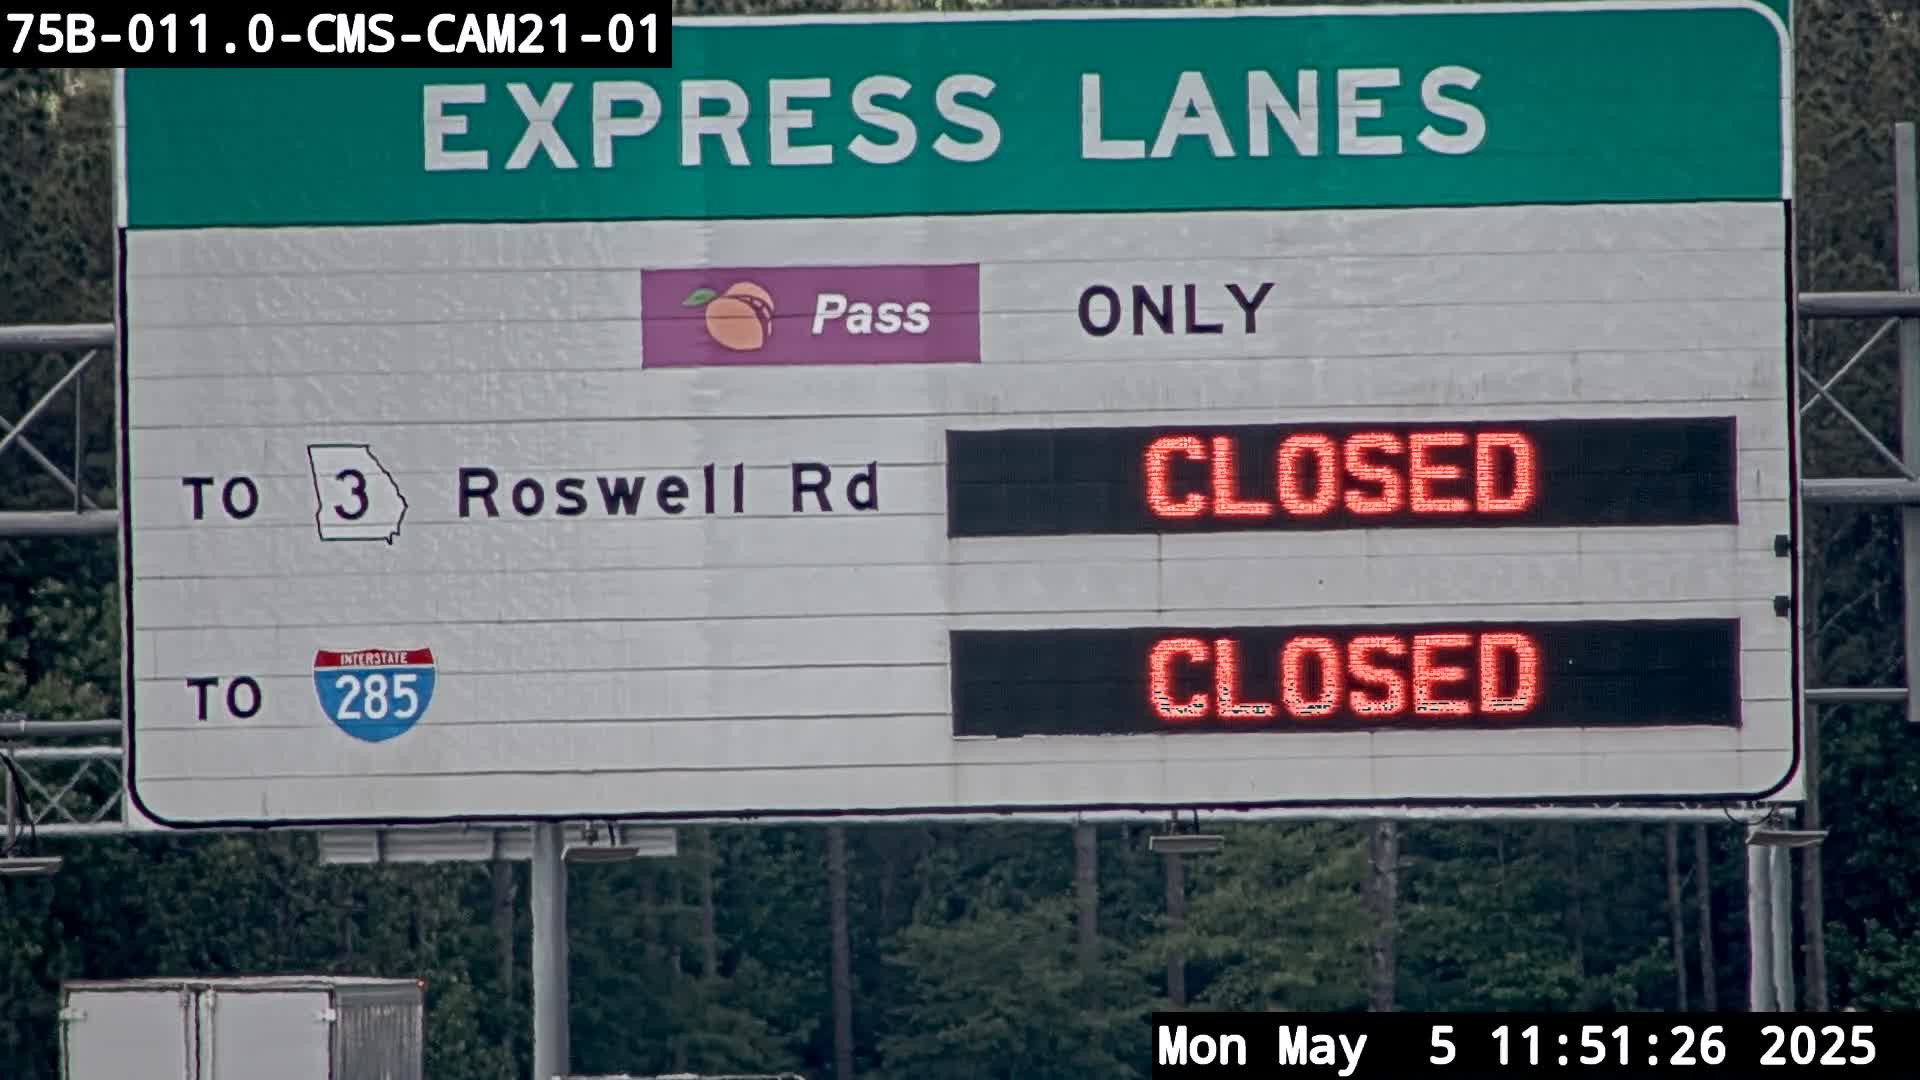 75B-011.0-CMS-CAM21-01
EXPRESS LANES
Pass ONLY
TO 3 Roswell Rd CLOSED
TO INTERSTATE 285 CLOSED
Mon May 5 11:51:26 2025